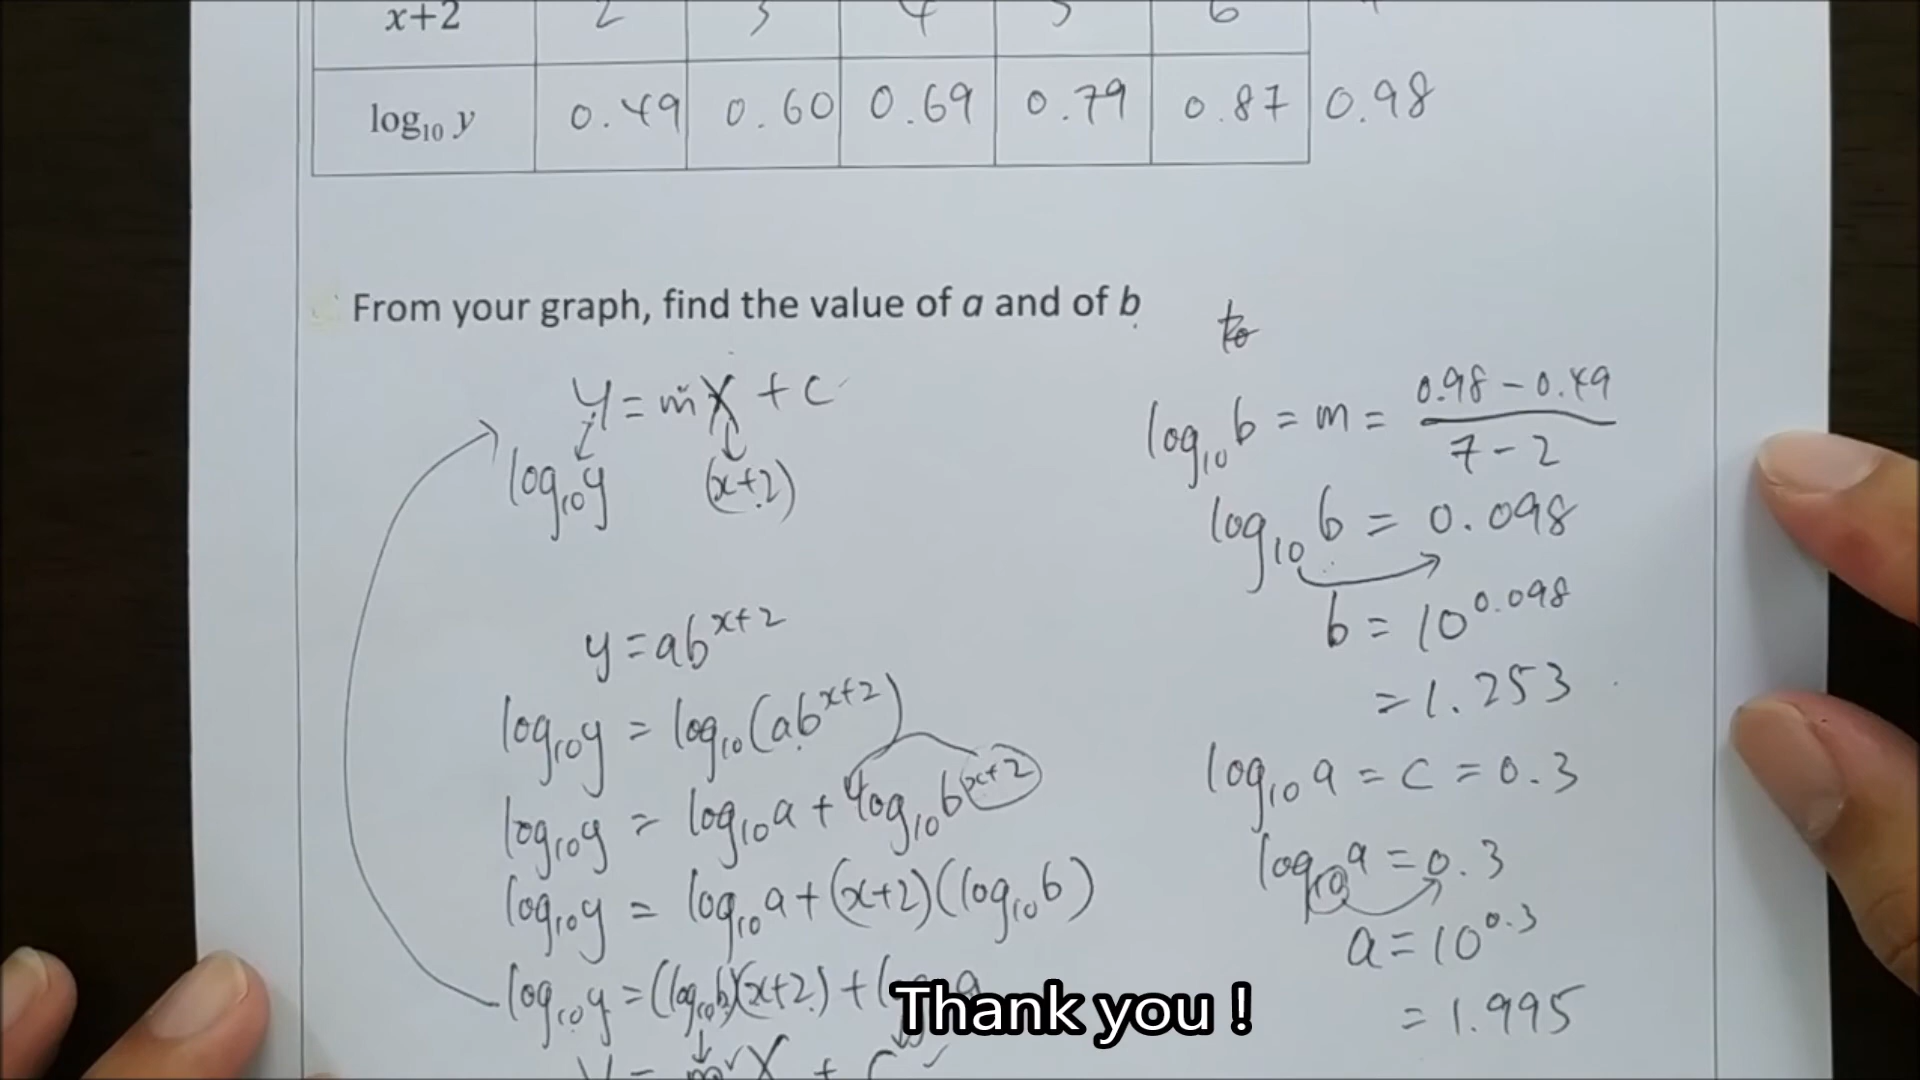 x+2 2 3 4 5 6 7
log₁₀ y 0.49 0.60 0.69 0.79 0.87 0.98
From your graph, find the value of a and of b
Y = mX + c
log₁₀y (x+2)
y = ab^(x+2)
log₁₀y = log₁₀(ab^(x+2))
log₁₀y = log₁₀a + log₁₀b^(x+2)
log₁₀y = log₁₀a + (x+2)(log₁₀b)
log₁₀y = (log₁₀b)(x+2) + log₁₀a
Y = mX + c
log₁₀b = m = (0.98 - 0.49)/(7 - 2)
log₁₀b = 0.098
b = 10^0.098
= 1.253
log₁₀a = c = 0.3
log₁₀a = 0.3
a = 10^0.3
= 1.995
Thank you !